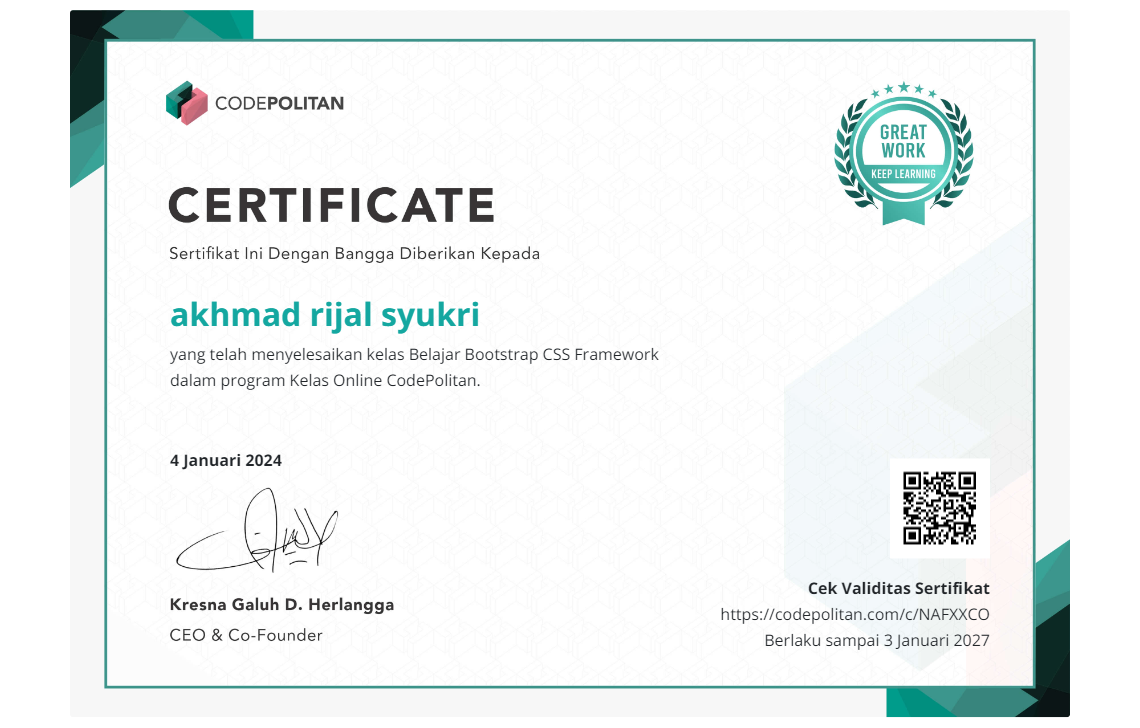 CODEPOLITAN
GREAT
WORK
KEEP LEARNING
CERTIFICATE
Sertifikat Ini Dengan Bangga Diberikan Kepada
akhmad rijal syukri
yang telah menyelesaikan kelas Belajar Bootstrap CSS Framework
dalam program Kelas Online CodePolitan.
4 Januari 2024
Kresna Galuh D. Herlangga
CEO & Co-Founder
Cek Validitas Sertifikat
https://codepolitan.com/c/NAFXXCO
Berlaku sampai 3 Januari 2027